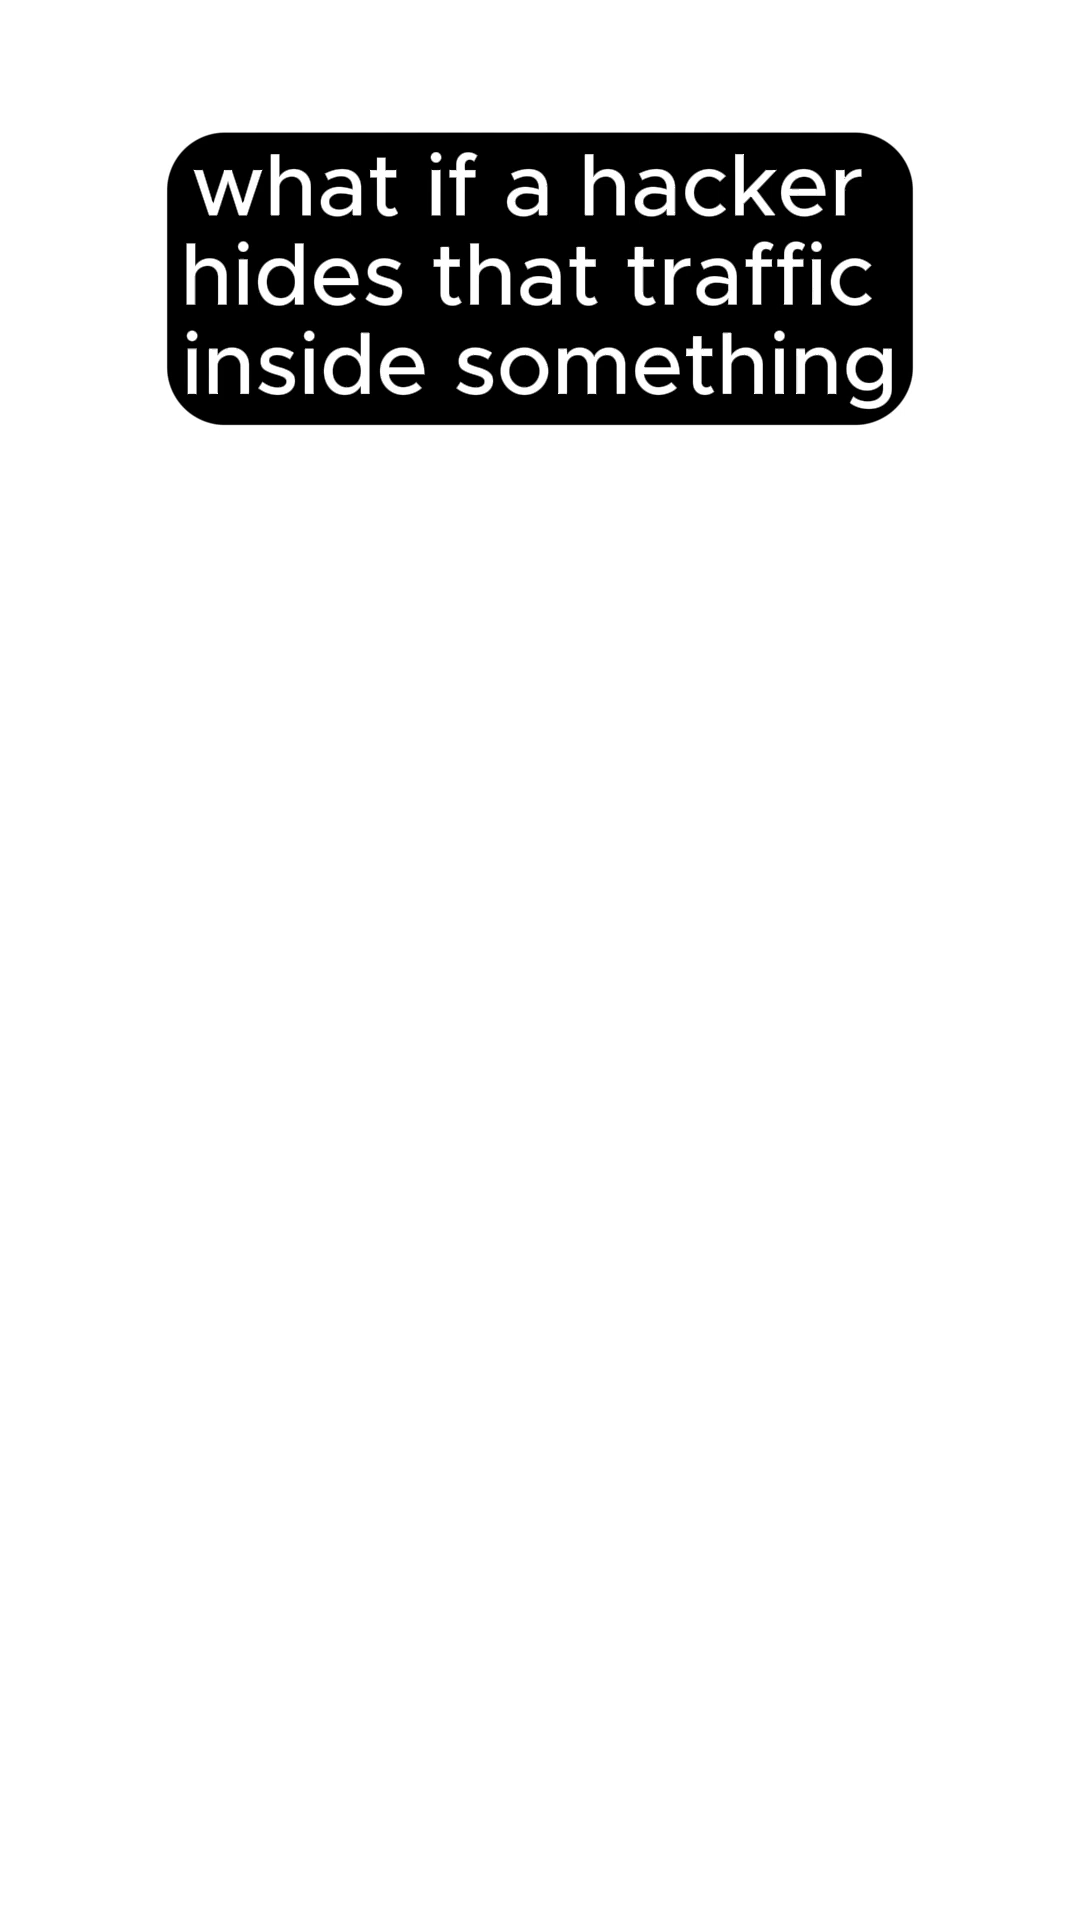 what if a hacker
hides that traffic
inside something